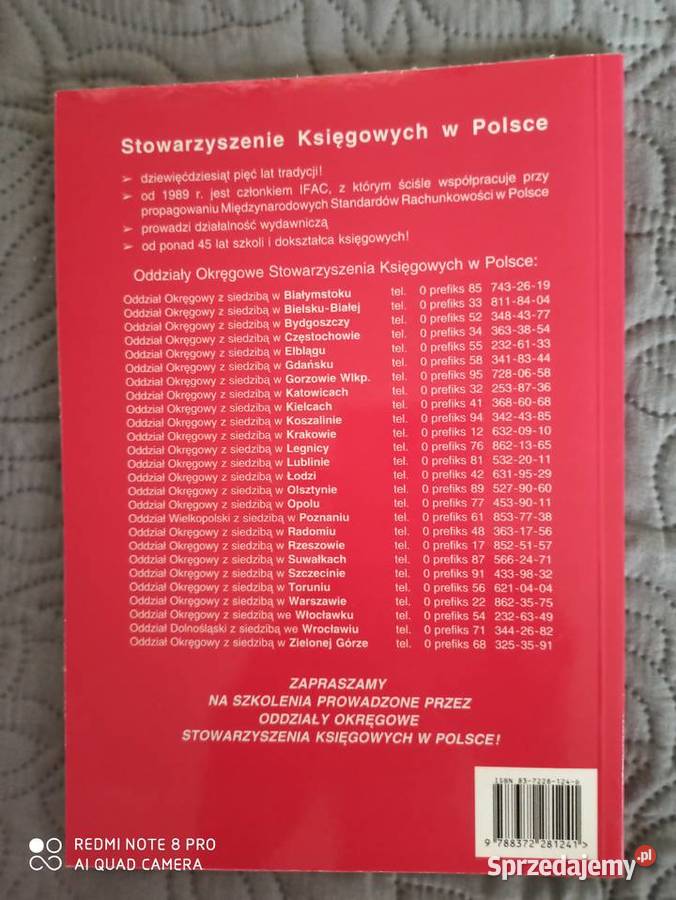 Stowarzyszenie Księgowych w Polsce
➢ dziewięćdziesiąt pięć lat tradycji!
➢ od 1989 r. jest członkiem IFAC, z którym ściśle współpracuje przy
propagowaniu Międzynarodowych Standardów Rachunkowości w Polsce
➢ prowadzi działalność wydawniczą
➢ od ponad 45 lat szkoli i dokształca księgowych!
Oddziały Okręgowe Stowarzyszenia Księgowych w Polsce:
Oddział Okręgowy z siedzibą w Białymstoku tel. 0 prefiks 85 743-26-19
Oddział Okręgowy z siedzibą w Bielsku-Białej tel. 0 prefiks 33 811-84-04
Oddział Okręgowy z siedzibą w Bydgoszczy tel. 0 prefiks 52 348-43-77
Oddział Okręgowy z siedzibą w Częstochowie tel. 0 prefiks 34 363-38-54
Oddział Okręgowy z siedzibą w Elblągu tel. 0 prefiks 55 232-61-33
Oddział Okręgowy z siedzibą w Gdańsku tel. 0 prefiks 58 341-83-44
Oddział Okręgowy z siedzibą w Gorzowie Wlkp. tel. 0 prefiks 95 728-06-58
Oddział Okręgowy z siedzibą w Katowicach tel. 0 prefiks 32 253-87-36
Oddział Okręgowy z siedzibą w Kielcach tel. 0 prefiks 41 368-60-68
Oddział Okręgowy z siedzibą w Koszalinie tel. 0 prefiks 94 342-43-85
Oddział Okręgowy z siedzibą w Krakowie tel. 0 prefiks 12 632-09-10
Oddział Okręgowy z siedzibą w Legnicy tel. 0 prefiks 76 862-13-65
Oddział Okręgowy z siedzibą w Lublinie tel. 0 prefiks 81 532-20-11
Oddział Okręgowy z siedzibą w Łodzi tel. 0 prefiks 42 631-95-29
Oddział Okręgowy z siedzibą w Olsztynie tel. 0 prefiks 89 527-90-60
Oddział Okręgowy z siedzibą w Opolu tel. 0 prefiks 77 453-90-11
Oddział Wielkopolski z siedzibą w Poznaniu tel. 0 prefiks 61 853-77-38
Oddział Okręgowy z siedzibą w Radomiu tel. 0 prefiks 48 363-17-56
Oddział Okręgowy z siedzibą w Rzeszowie tel. 0 prefiks 17 852-51-57
Oddział Okręgowy z siedzibą w Suwałkach tel. 0 prefiks 87 566-24-71
Oddział Okręgowy z siedzibą w Szczecinie tel. 0 prefiks 91 433-98-32
Oddział Okręgowy z siedzibą w Toruniu tel. 0 prefiks 56 621-04-04
Oddział Okręgowy z siedzibą w Warszawie tel. 0 prefiks 22 862-35-75
Oddział Okręgowy z siedzibą we Włocławku tel. 0 prefiks 54 232-63-49
Oddział Dolnośląski z siedzibą we Wrocławiu tel. 0 prefiks 71 344-26-82
Oddział Okręgowy z siedzibą w Zielonej Górze tel. 0 prefiks 68 325-35-91
ZAPRASZAMY
NA SZKOLENIA PROWADZONE PRZEZ
ODDZIAŁY OKRĘGOWE
STOWARZYSZENIA KSIĘGOWYCH W POLSCE!
ISBN 83-7228-124-6
9 788372 281241 >
REDMI NOTE 8 PRO
AI QUAD CAMERA
Sprzedajemy.pl